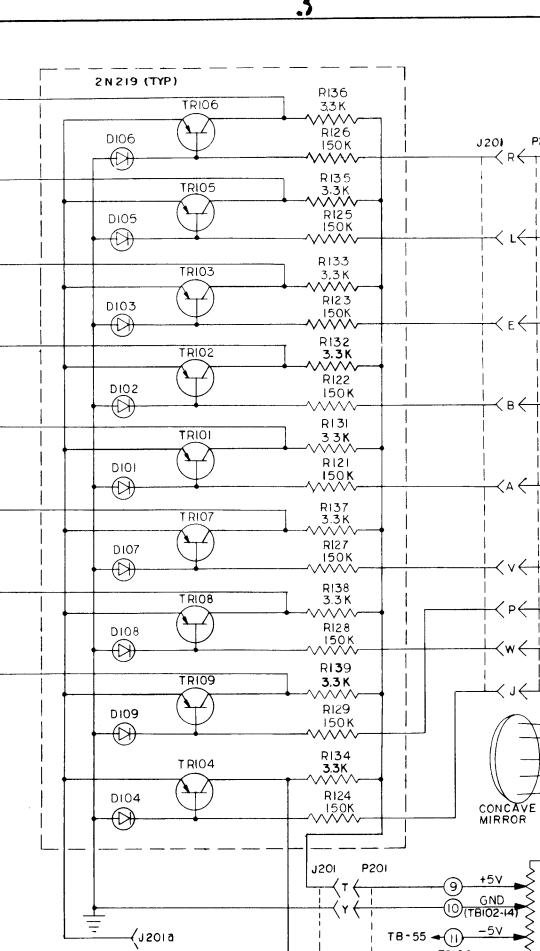 .3
2N219 (TYP)
R136
3.3K
TR106
R126
150K
D106
J201
R
R135
3.3K
TR105
R125
150K
D105
L
R133
3.3K
TR103
R123
150K
D103
E
R132
3.3K
TR102
R122
150K
D102
B
R131
3.3K
TR101
R121
150K
D101
A
R137
3.3K
TR107
R127
150K
D107
V
R138
3.3K
P
TR108
R128
150K
D108
W
R139
3.3K
J
TR109
R129
150K
D109
R134
3.3K
TR104
R124
150K
D104
CONCAVE
MIRROR
J201 P201
T 9 +5V
Y 10 GND
(TB102-14)
J201a
TB-55 11 -5V